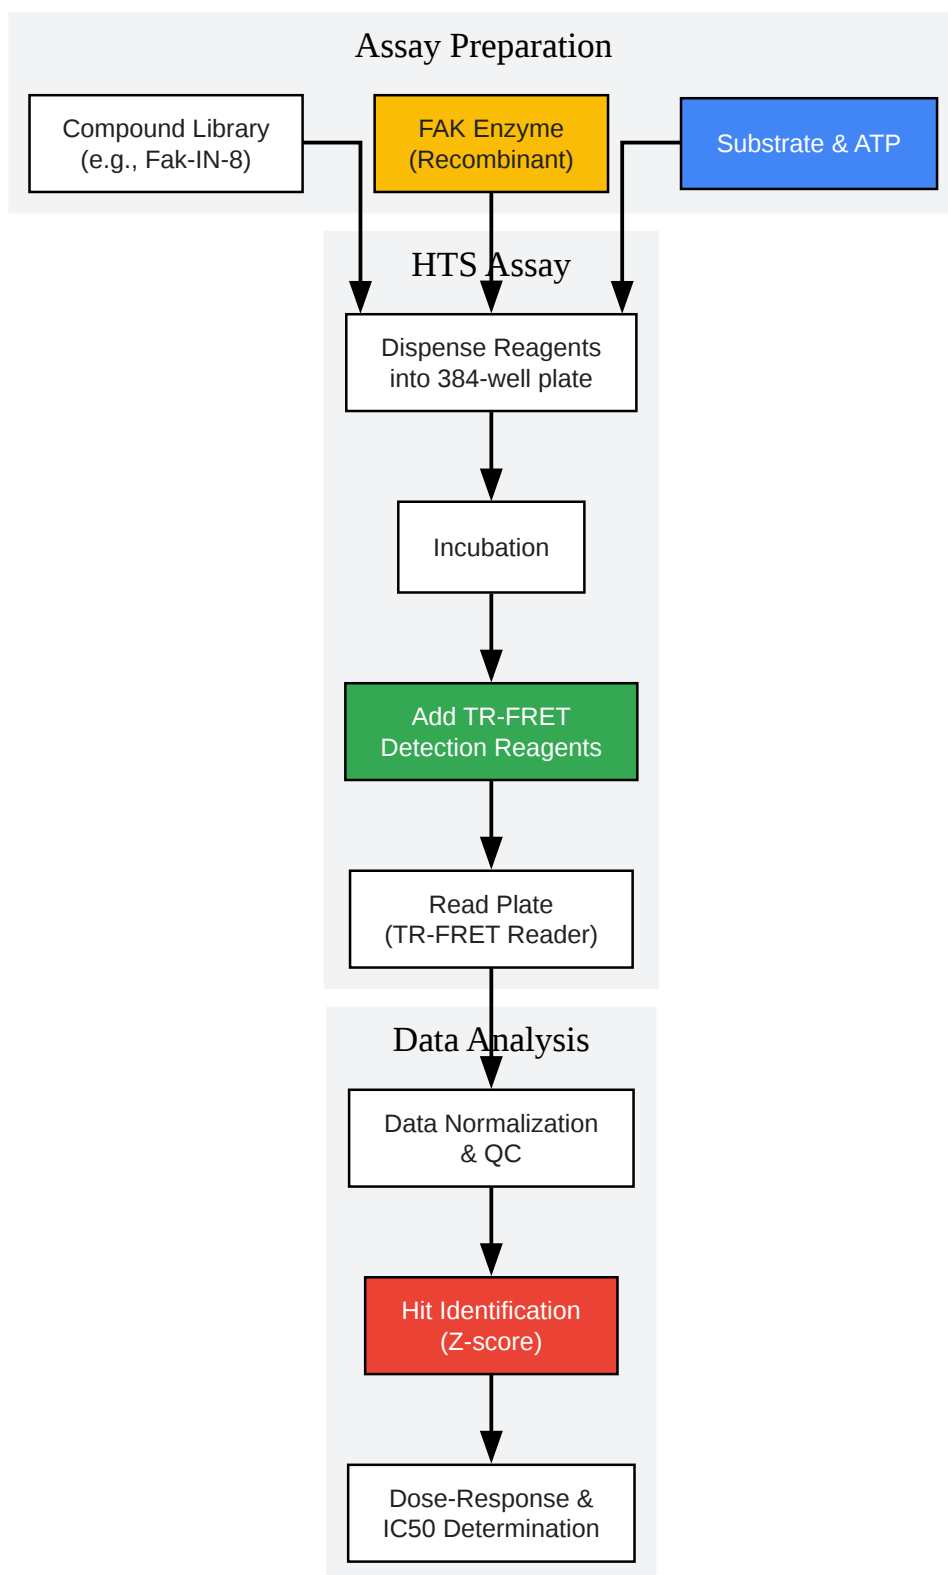 Assay Preparation
Compound Library
(e.g., Fak-IN-8)
FAK Enzyme
(Recombinant)
Substrate & ATP
HTS Assay
Dispense Reagents
into 384-well plate
Incubation
Add TR-FRET
Detection Reagents
Read Plate
(TR-FRET Reader)
Data Analysis
Data Normalization
& QC
Hit Identification
(Z-score)
Dose-Response &
IC50 Determination